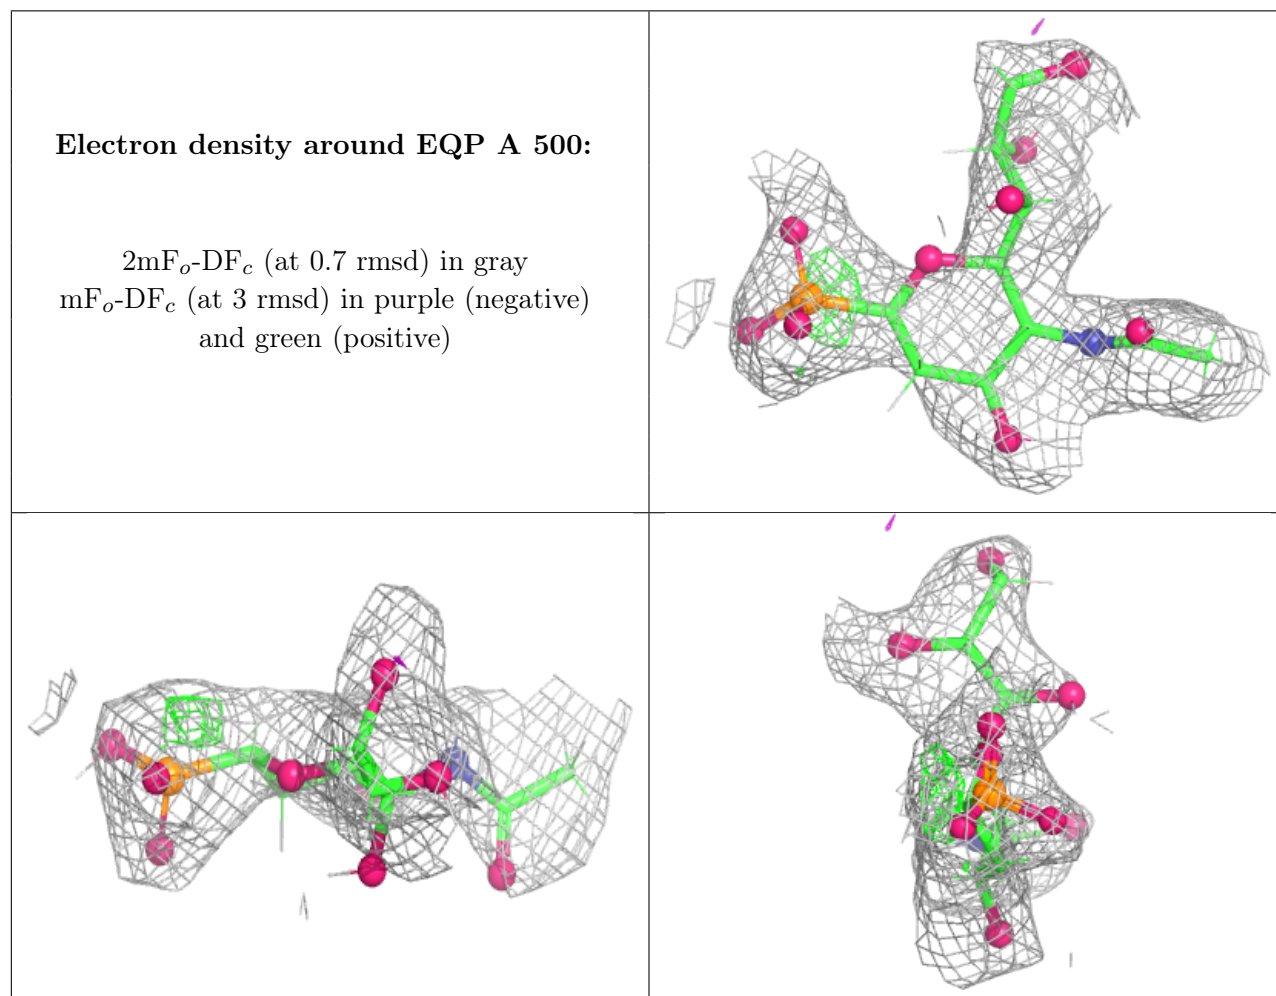 Electron density around EQP A 500:
2mFo-DFc (at 0.7 rmsd) in gray
mFo-DFc (at 3 rmsd) in purple (negative)
and green (positive)